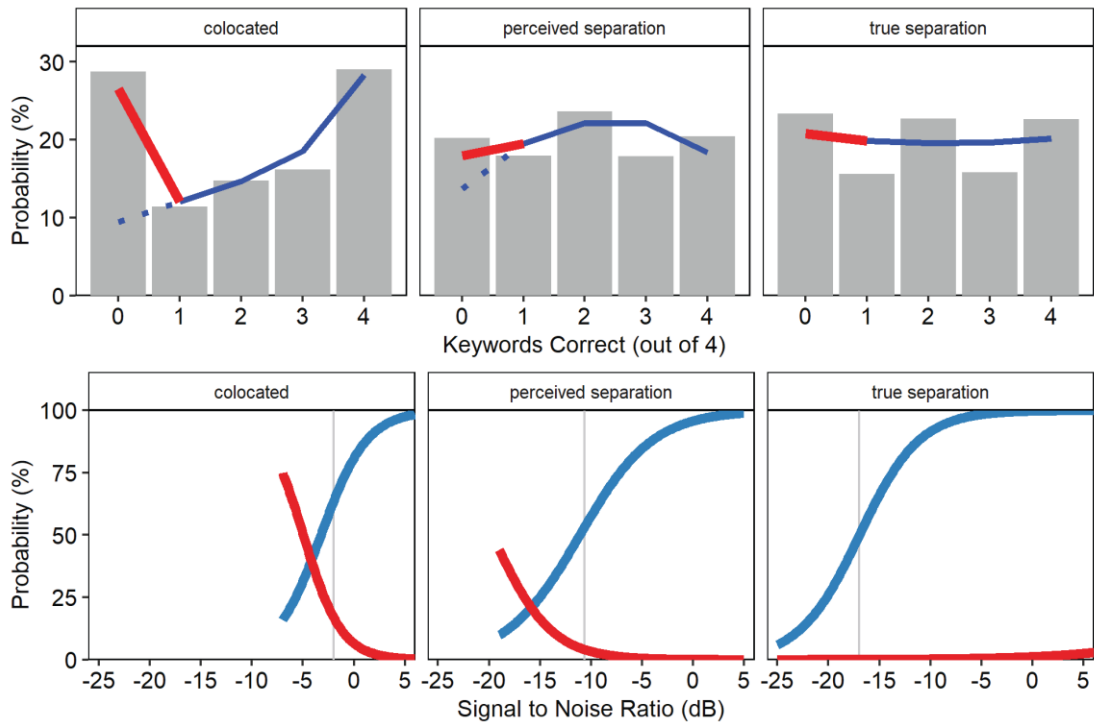 colocated perceived separation true separation
30
20
10
0
Probability (%)
0 1 2 3 4 0 1 2 3 4 0 1 2 3 4
Keywords Correct (out of 4)
colocated perceived separation true separation
100
75
50
25
0
Probability (%)
-25 -20 -15 -10 -5 0 5 -25 -20 -15 -10 -5 0 5 -25 -20 -15 -10 -5 0 5
Signal to Noise Ratio (dB)